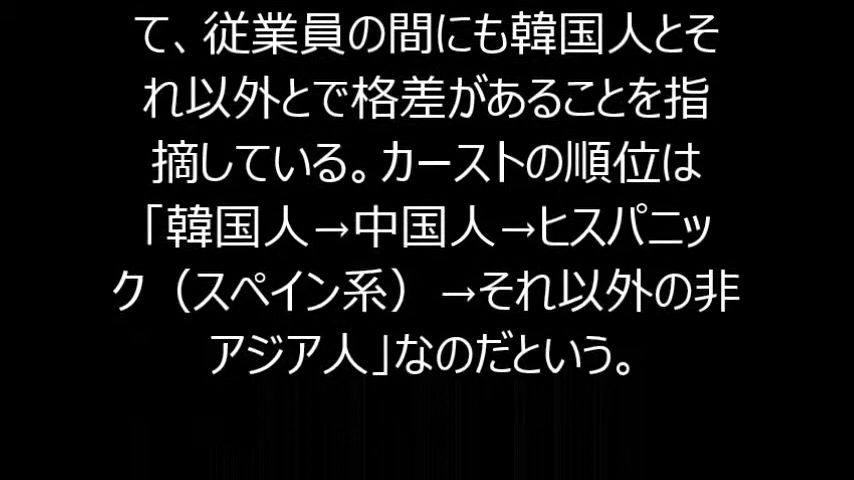 て、従業員の間にも韓国人とそ
れ以外とで格差があることを指
摘している。カーストの順位は
「韓国人→中国人→ヒスパニッ
ク（スペイン系）→それ以外の非
アジア人」なのだという。